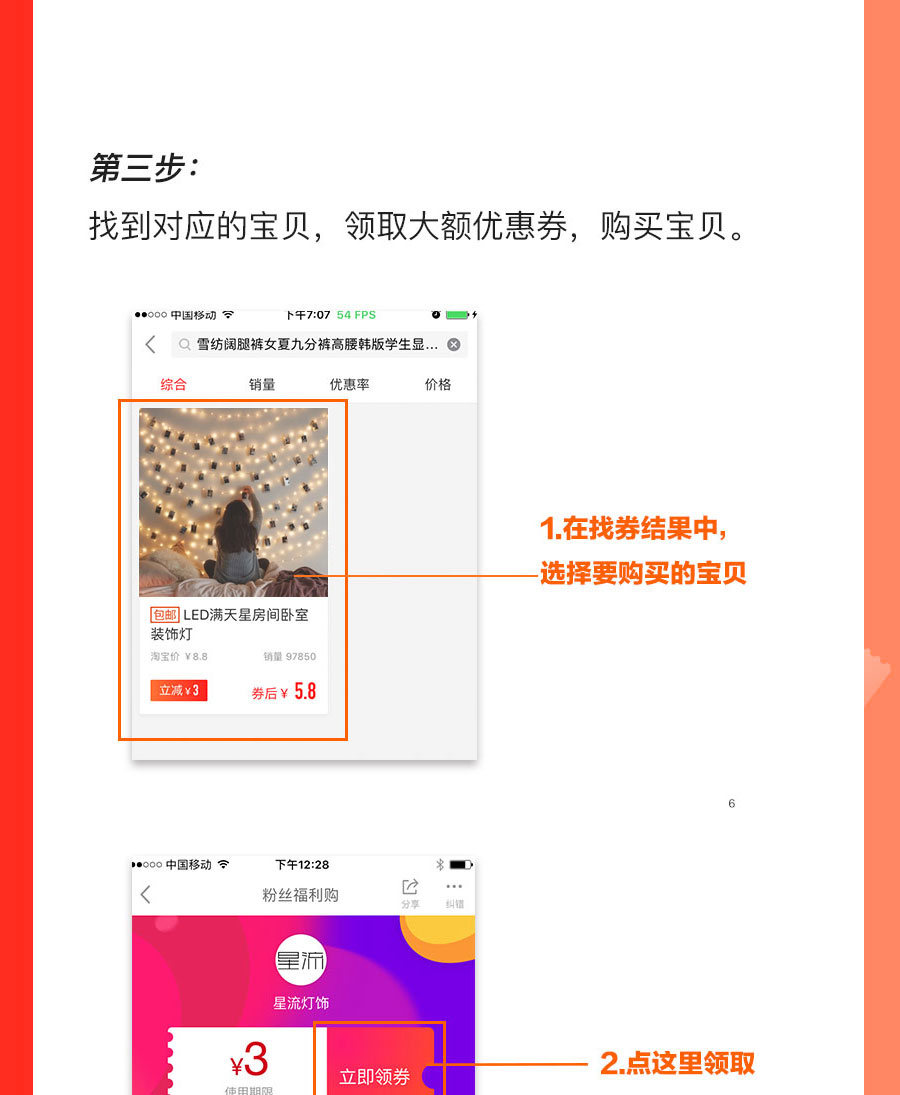 第三步：
找到对应的宝贝，领取大额优惠券，购买宝贝。
中国移动 下午7:07 54 FPS
雪纺阔腿裤女夏九分裤高腰韩版学生显...
综合 销量 优惠率 价格
1.在找券结果中，
选择要购买的宝贝
包邮 LED满天星房间卧室
装饰灯
淘宝价 ￥8.8 销量 97850
立减￥3 券后￥5.8
6
中国移动 下午12:28
粉丝福利购
分享 纠错
星流
星流灯饰
¥3
使用期限
立即领券
2.点这里领取